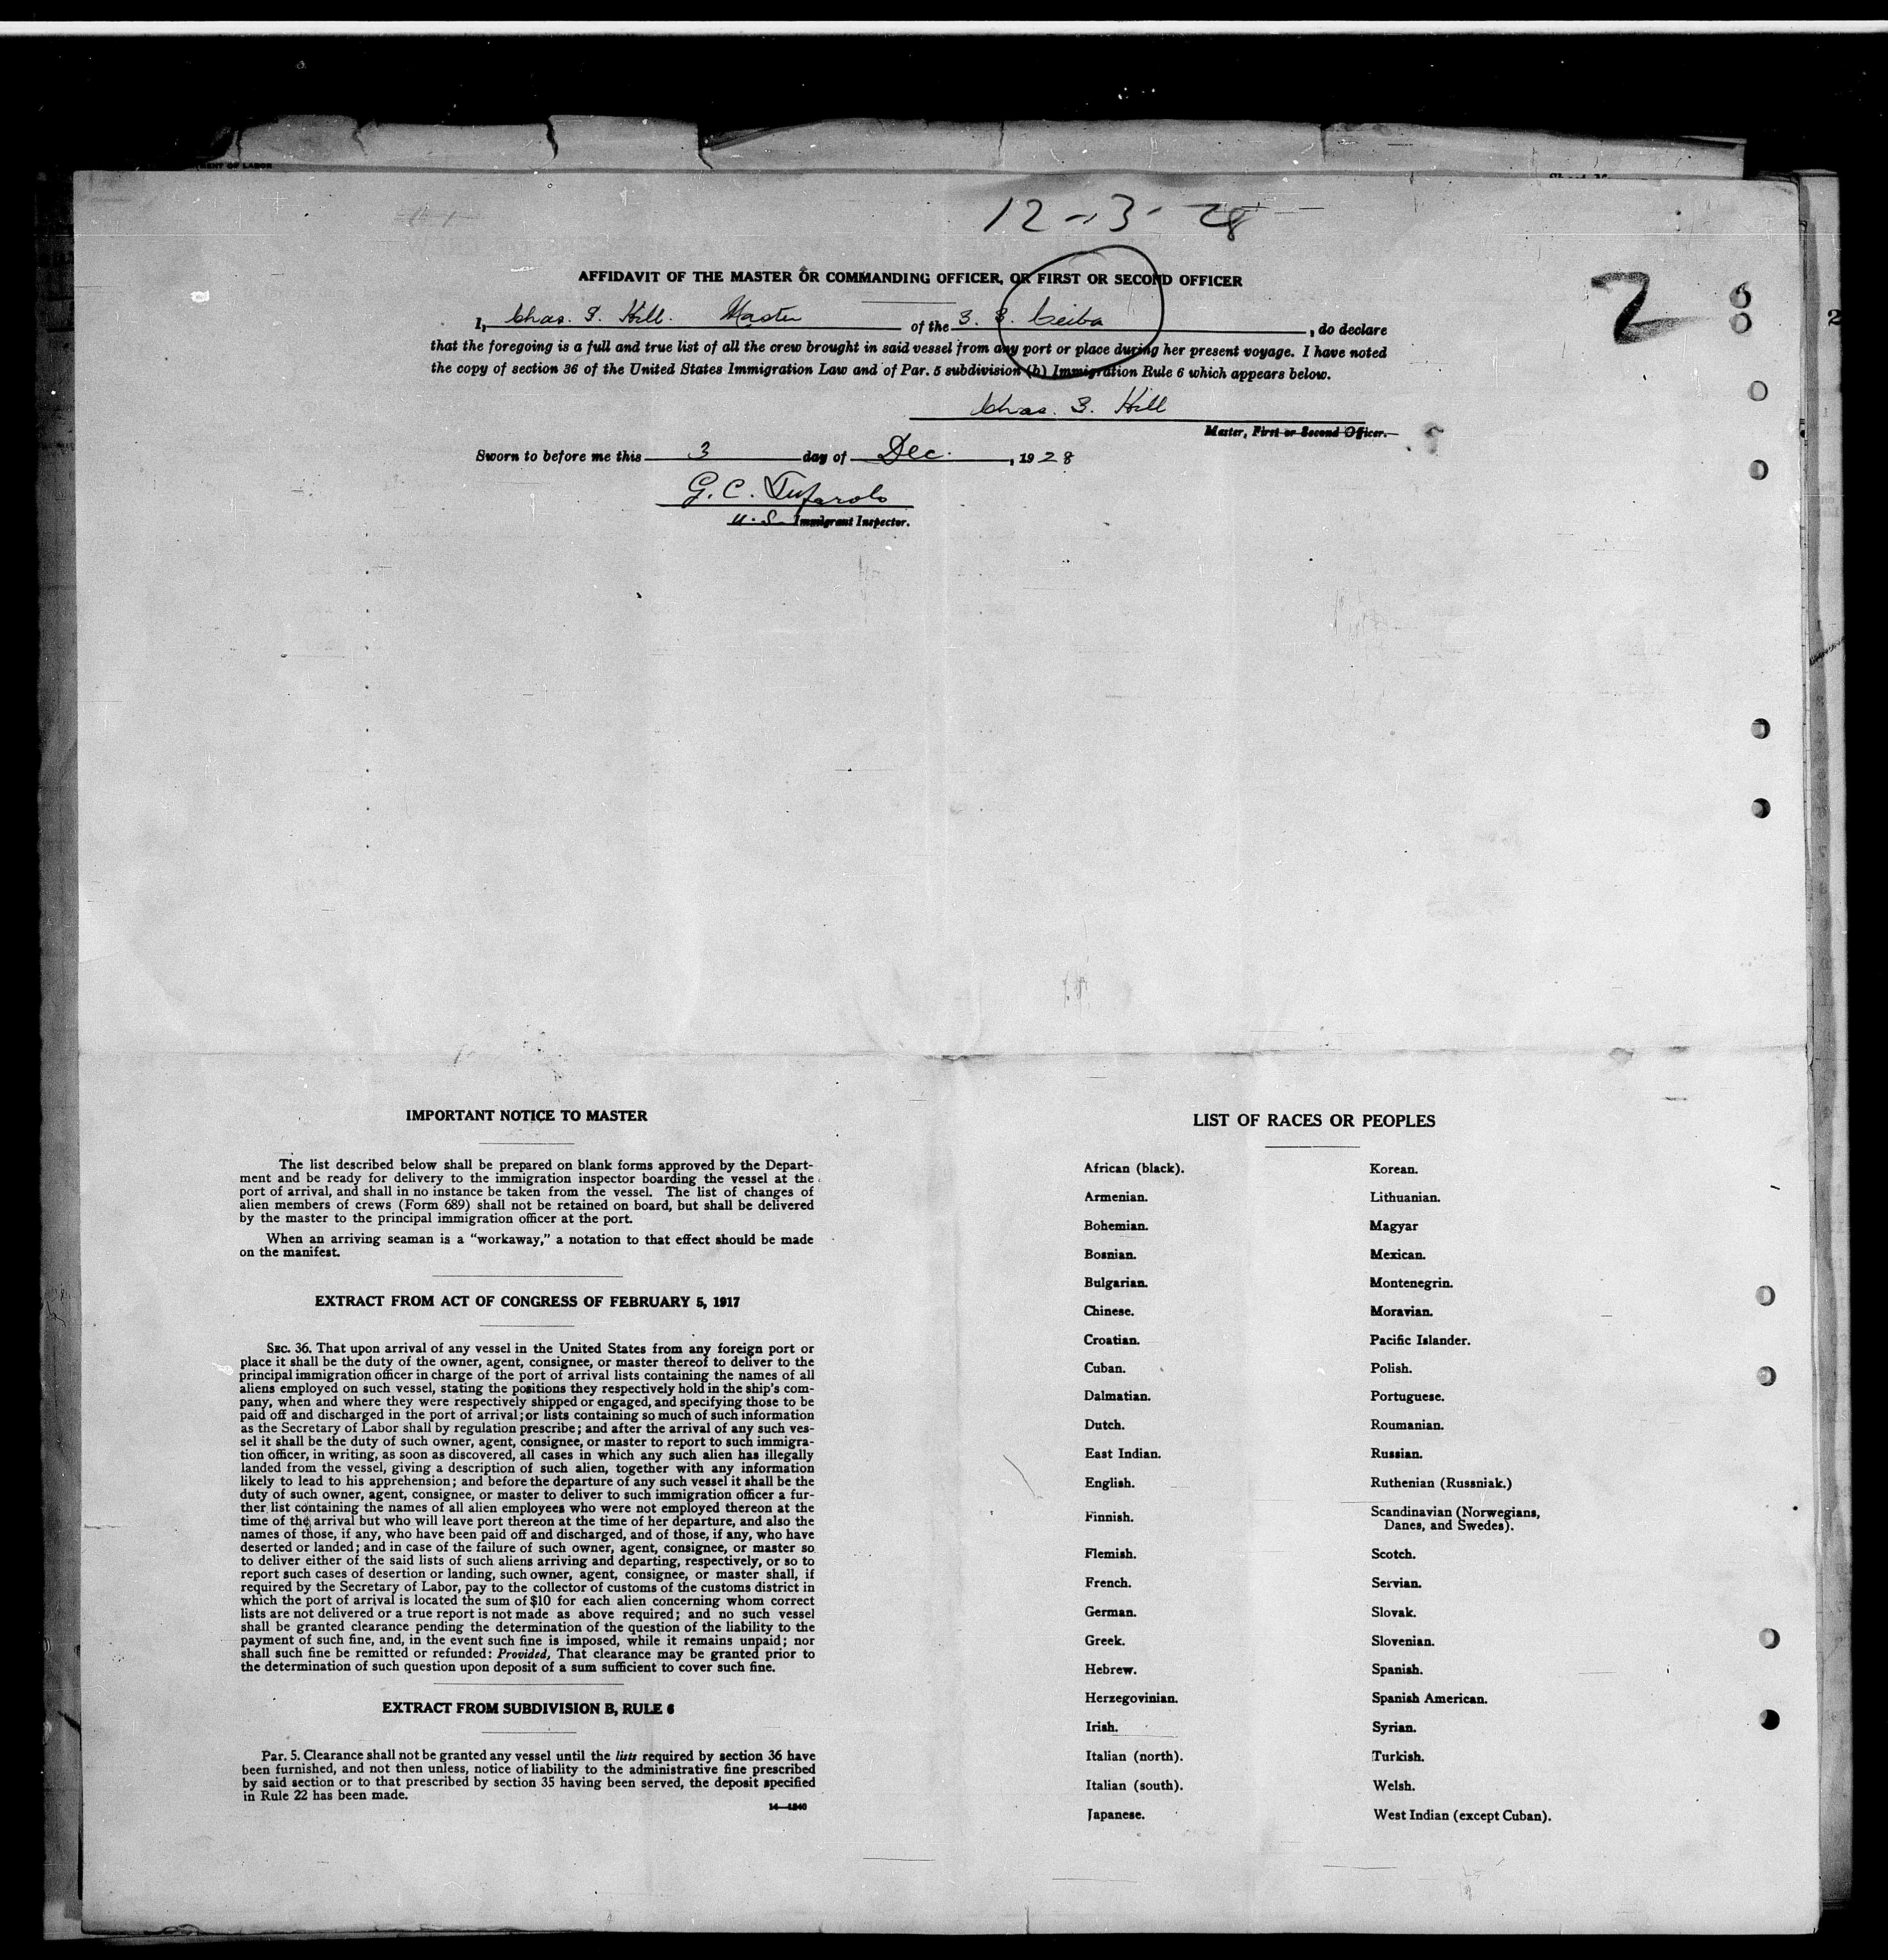 MENT OF LABOR
12-3-28
2
2
AFFIDAVIT OF THE MASTER OR COMMANDING OFFICER, OR FIRST OR SECOND OFFICER
I, Chas. S. Hill. Master of the S. S. Ceiba, do declare
that the foregoing is a full and true list of all the crew brought in said vessel from any port or place during her present voyage. I have noted
the copy of section 36 of the United States Immigration Law and of Par. 5 subdivision (b) Immigration Rule 6 which appears below.
Chas. S. Hill
Master, First or Second Officer.
Sworn to before me this 3 day of Dec., 1928
G. C. Tufarolo
U. S. Immigrant Inspector.
IMPORTANT NOTICE TO MASTER
The list described below shall be prepared on blank forms approved by the Depart-
ment and be ready for delivery to the immigration inspector boarding the vessel at the
port of arrival, and shall in no instance be taken from the vessel. The list of changes of
alien members of crews (Form 689) shall not be retained on board, but shall be delivered
by the master to the principal immigration officer at the port.
When an arriving seaman is a "workaway," a notation to that effect should be made
on the manifest.
EXTRACT FROM ACT OF CONGRESS OF FEBRUARY 5, 1917
SEC. 36. That upon arrival of any vessel in the United States from any foreign port or
place it shall be the duty of the owner, agent, consignee, or master thereof to deliver to the
principal immigration officer in charge of the port of arrival lists containing the names of all
aliens employed on such vessel, stating the positions they respectively hold in the ship's com-
pany, when and where they were respectively shipped or engaged, and specifying those to be
paid off and discharged in the port of arrival; or lists containing so much of such information
as the Secretary of Labor shall by regulation prescribe; and after the arrival of any such ves-
sel it shall be the duty of such owner, agent, consignee, or master to report to such immigra-
tion officer, in writing, as soon as discovered, all cases in which any such alien has illegally
landed from the vessel, giving a description of such alien, together with any information
likely to lead to his apprehension; and before the departure of any such vessel it shall be the
duty of such owner, agent, consignee, or master to deliver to such immigration officer a fur-
ther list containing the names of all alien employees who were not employed thereon at the
time of the arrival but who will leave port thereon at the time of her departure, and also the
names of those, if any, who have been paid off and discharged, and of those, if any, who have
deserted or landed; and in case of the failure of such owner, agent, consignee, or master so
to deliver either of the said lists of such aliens arriving and departing, respectively, or so to
report such cases of desertion or landing, such owner, agent, consignee, or master shall, if
required by the Secretary of Labor, pay to the collector of customs of the customs district in
which the port of arrival is located the sum of $10 for each alien concerning whom correct
lists are not delivered or a true report is not made as above required; and no such vessel
shall be granted clearance pending the determination of the question of the liability to the
payment of such fine, and, in the event such fine is imposed, while it remains unpaid; nor
shall such fine be remitted or refunded: Provided, That clearance may be granted prior to
the determination of such question upon deposit of a sum sufficient to cover such fine.
EXTRACT FROM SUBDIVISION B, RULE 6
Par. 5. Clearance shall not be granted any vessel until the lists required by section 36 have
been furnished, and not then unless, notice of liability to the administrative fine prescribed
by said section or to that prescribed by section 35 having been served, the deposit specified
in Rule 22 has been made.
14—1240
LIST OF RACES OR PEOPLES
African (black).
Armenian.
Bohemian.
Bosnian.
Bulgarian.
Chinese.
Croatian.
Cuban.
Dalmatian.
Dutch.
East Indian.
English.
Finnish.
Flemish.
French.
German.
Greek.
Hebrew.
Herzegovinian.
Irish.
Italian (north).
Italian (south).
Japanese.
Korean.
Lithuanian.
Magyar
Mexican.
Montenegrin.
Moravian.
Pacific Islander.
Polish.
Portuguese.
Roumanian.
Russian.
Ruthenian (Russniak.)
Scandinavian (Norwegians,
Danes, and Swedes).
Scotch.
Servian.
Slovak.
Slovenian.
Spanish.
Spanish American.
Syrian.
Turkish.
Welsh.
West Indian (except Cuban).